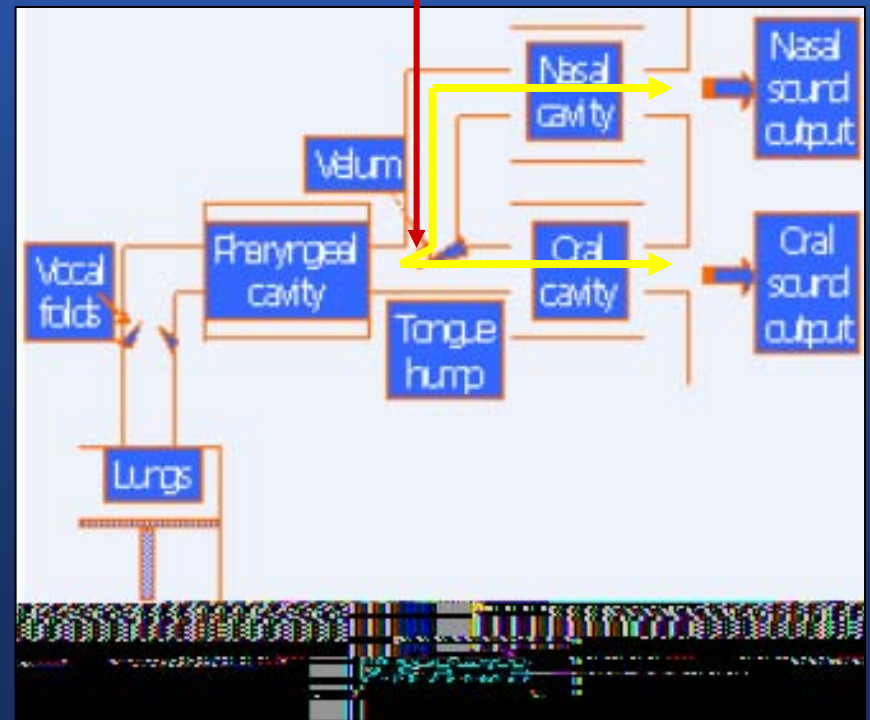 Nasal
cavity
Nasal
sound
output
Velum
Pharyngeal
cavity
Oral
cavity
Oral
sound
output
Vocal
folds
Tongue
hump
Lungs